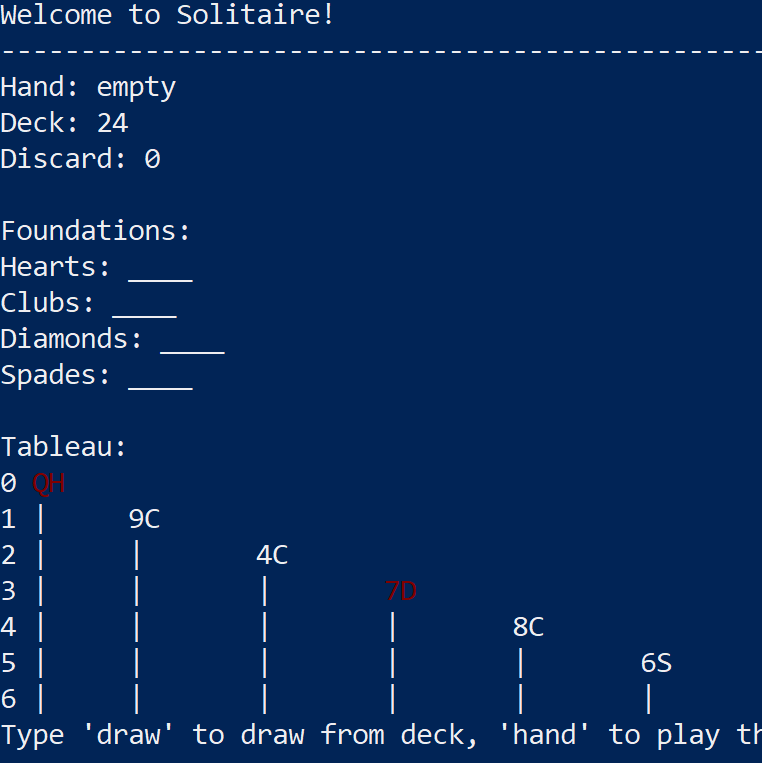 Welcome to Solitaire!
------------------------------------------------
Hand: empty
Deck: 24
Discard: 0
Foundations:
Hearts: ____
Clubs: ____
Diamonds: ____
Spades: ____
Tableau:
0 QH
1 |     9C
2 |     |       4C
3 |     |       |       7D
4 |     |       |       |       8C
5 |     |       |       |       |       6S
6 |     |       |       |       |       |
Type 'draw' to draw from deck, 'hand' to play th